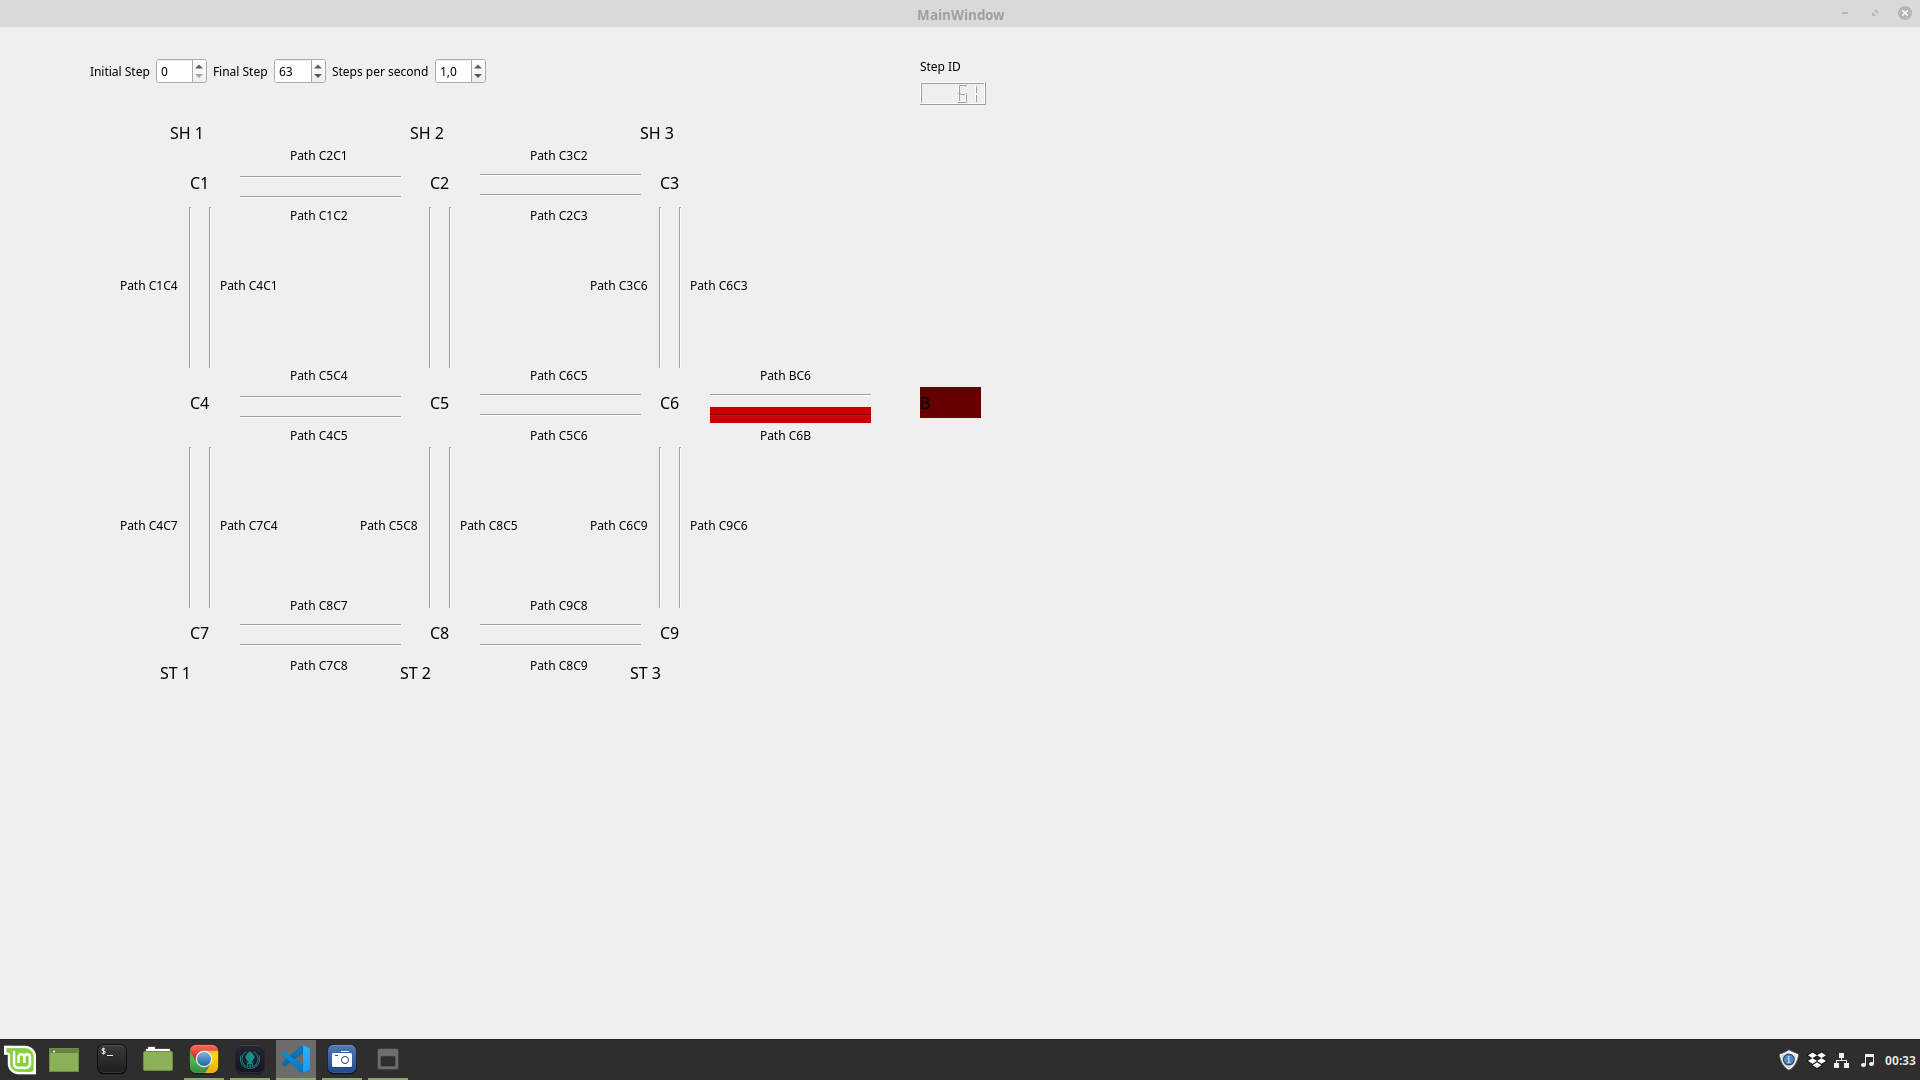 MainWindow
Initial Step 0 Final Step 63 Steps per second 1,0
Step ID
61
SH 1 SH 2 SH 3
Path C2C1 Path C3C2
C1 C2 C3
Path C1C2 Path C2C3
Path C1C4 Path C4C1 Path C3C6 Path C6C3
Path C5C4 Path C6C5 Path BC6
C4 C5 C6 B
Path C4C5 Path C5C6 Path C6B
Path C4C7 Path C7C4 Path C5C8 Path C8C5 Path C6C9 Path C9C6
Path C8C7 Path C9C8
C7 C8 C9
Path C7C8 Path C8C9
ST 1 ST 2 ST 3
00:33